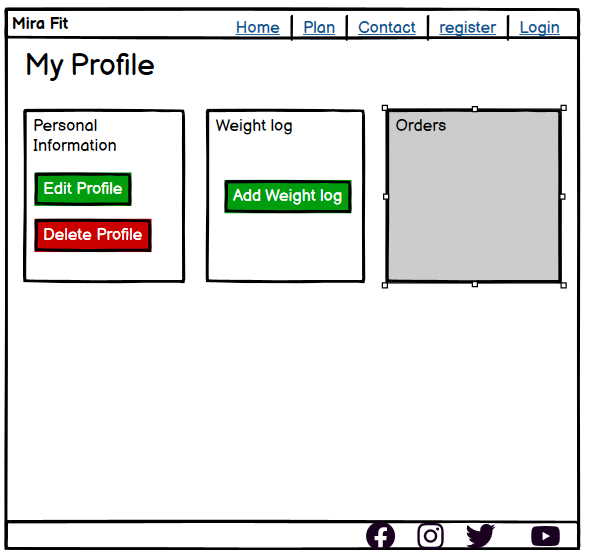 Mira Fit
Home Plan Contact register Login
My Profile
Personal
Information
Edit Profile
Delete Profile
Weight log
Add Weight log
Orders